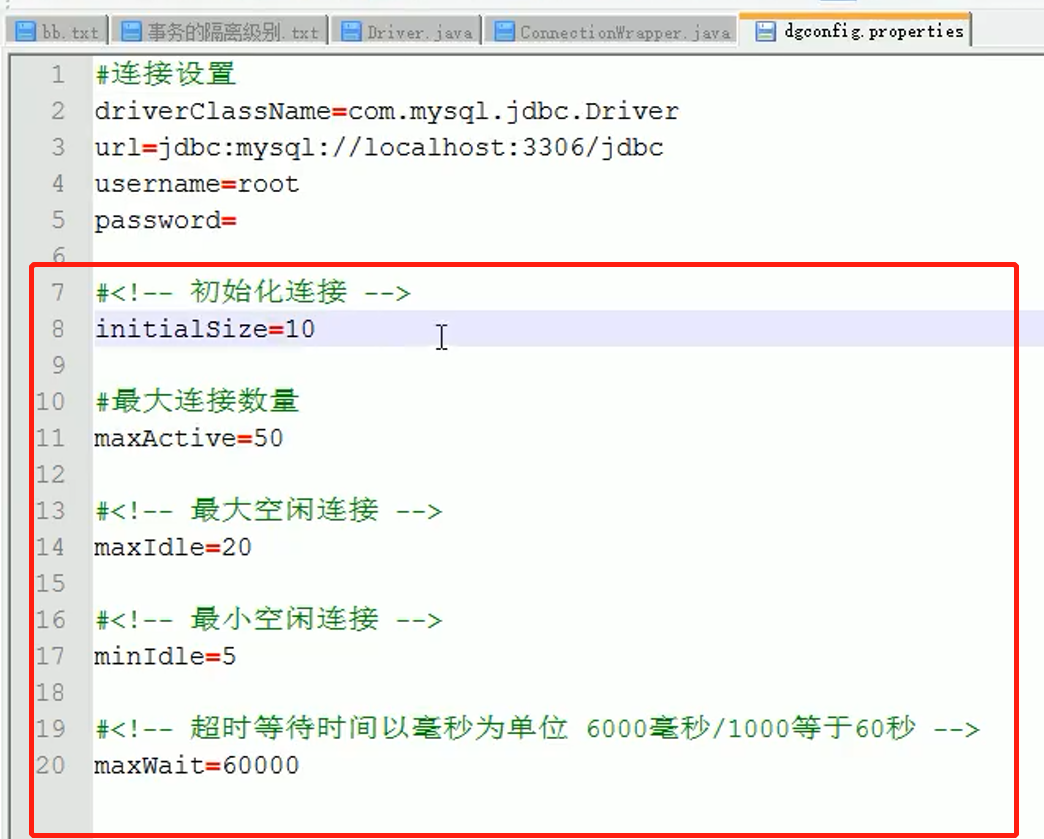 bb.txt 事务的隔离级别.txt Driver.java ConnectionWrapper.java dgconfig.properties
1 #连接设置
2 driverClassName=com.mysql.jdbc.Driver
3 url=jdbc:mysql://localhost:3306/jdbc
4 username=root
5 password=
6
7 #<!-- 初始化连接 -->
8 initialSize=10
9
10 #最大连接数量
11 maxActive=50
12
13 #<!-- 最大空闲连接 -->
14 maxIdle=20
15
16 #<!-- 最小空闲连接 -->
17 minIdle=5
18
19 #<!-- 超时等待时间以毫秒为单位 6000毫秒/1000等于60秒 -->
20 maxWait=60000